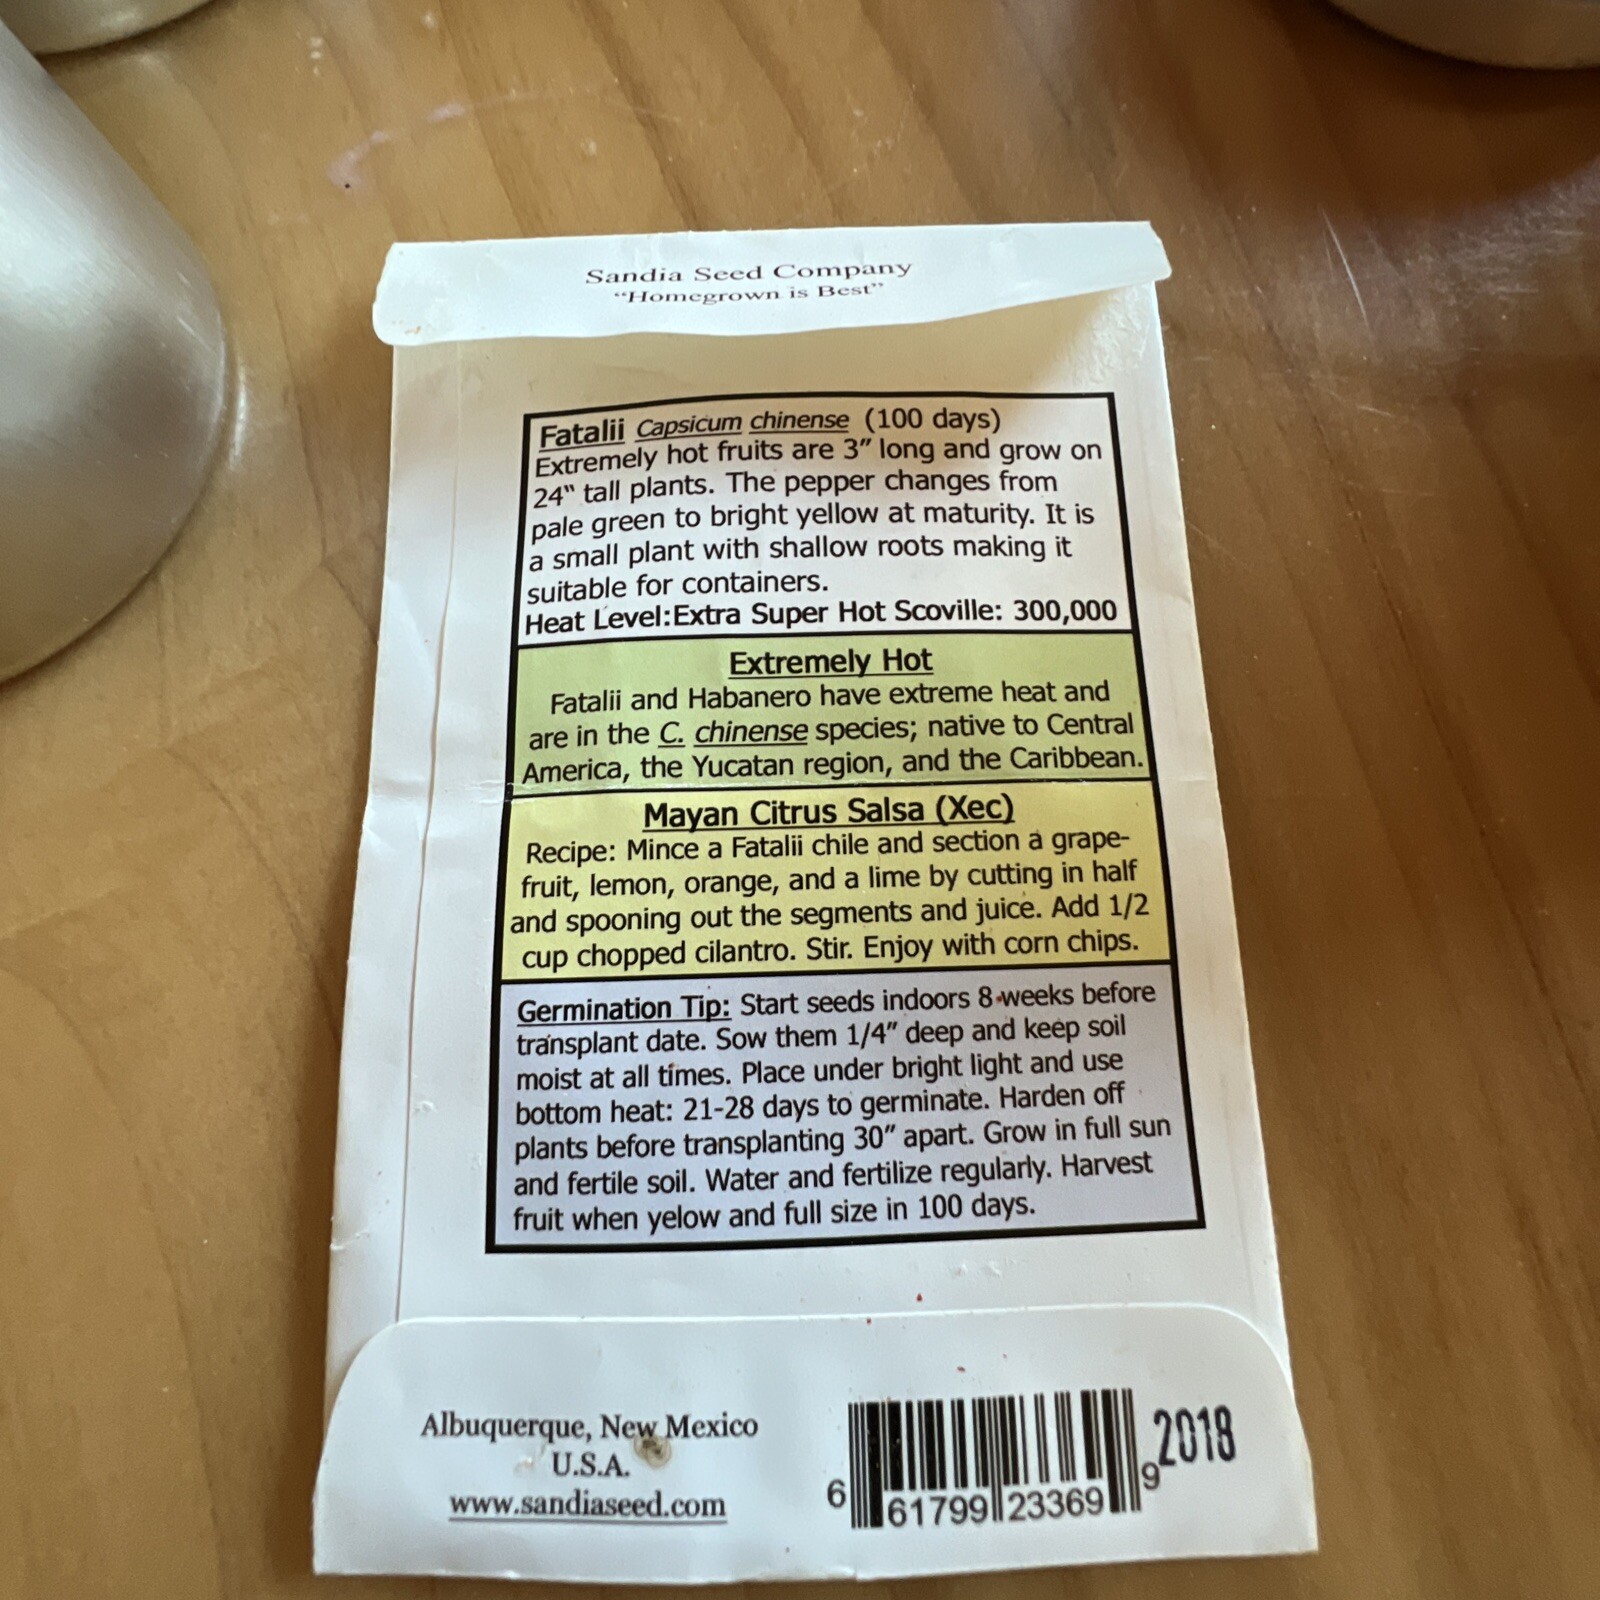 Sandia Seed Company
"Homegrown is Best"
Fatalii Capsicum chinense (100 days)
Extremely hot fruits are 3" long and grow on
24" tall plants. The pepper changes from
pale green to bright yellow at maturity. It is
a small plant with shallow roots making it
suitable for containers.
Heat Level:Extra Super Hot Scoville: 300,000
Extremely Hot
Fatalii and Habanero have extreme heat and
are in the C. chinense species; native to Central
America, the Yucatan region, and the Caribbean.
Mayan Citrus Salsa (Xec)
Recipe: Mince a Fatalii chile and section a grape-
fruit, lemon, orange, and a lime by cutting in half
and spooning out the segments and juice. Add 1/2
cup chopped cilantro. Stir. Enjoy with corn chips.
Germination Tip: Start seeds indoors 8-weeks before
transplant date. Sow them 1/4" deep and keep soil
moist at all times. Place under bright light and use
bottom heat: 21-28 days to germinate. Harden off
plants before transplanting 30" apart. Grow in full sun
and fertile soil. Water and fertilize regularly. Harvest
fruit when yelow and full size in 100 days.
Albuquerque, New Mexico
U.S.A.
www.sandiaseed.com
6 61799 23369 9
2018